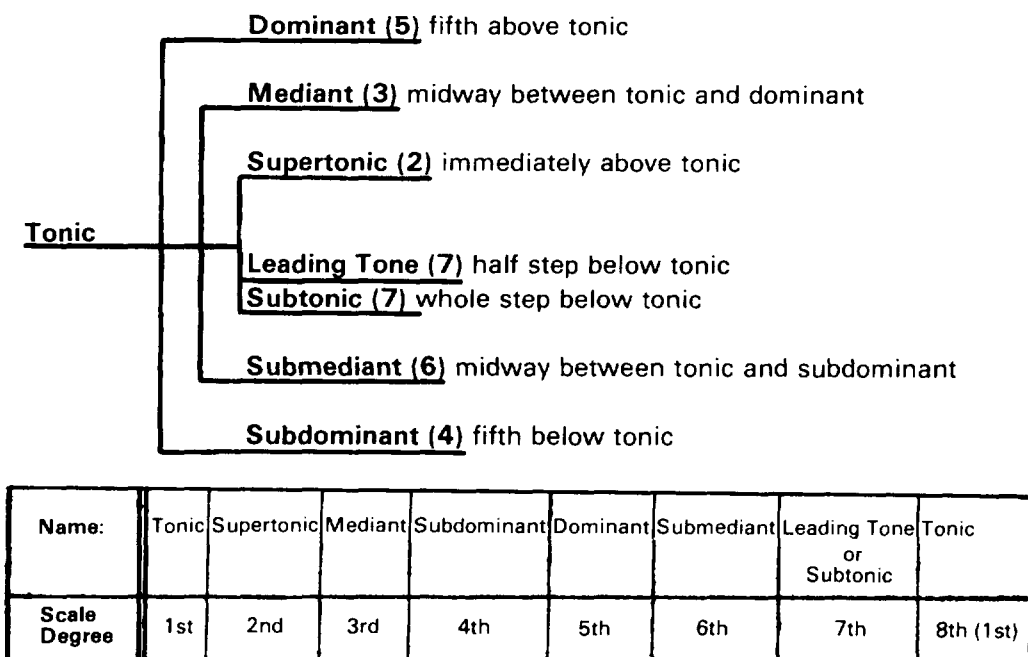 Dominant (5) fifth above tonic
Mediant (3) midway between tonic and dominant
Supertonic (2) immediately above tonic
Tonic
Leading Tone (7) half step below tonic
Subtonic (7) whole step below tonic
Submediant (6) midway between tonic and subdominant
Subdominant (4) fifth below tonic
Name: Tonic Supertonic Mediant Subdominant Dominant Submediant Leading Tone Tonic
or
Subtonic
Scale
Degree 1st 2nd 3rd 4th 5th 6th 7th 8th (1st)